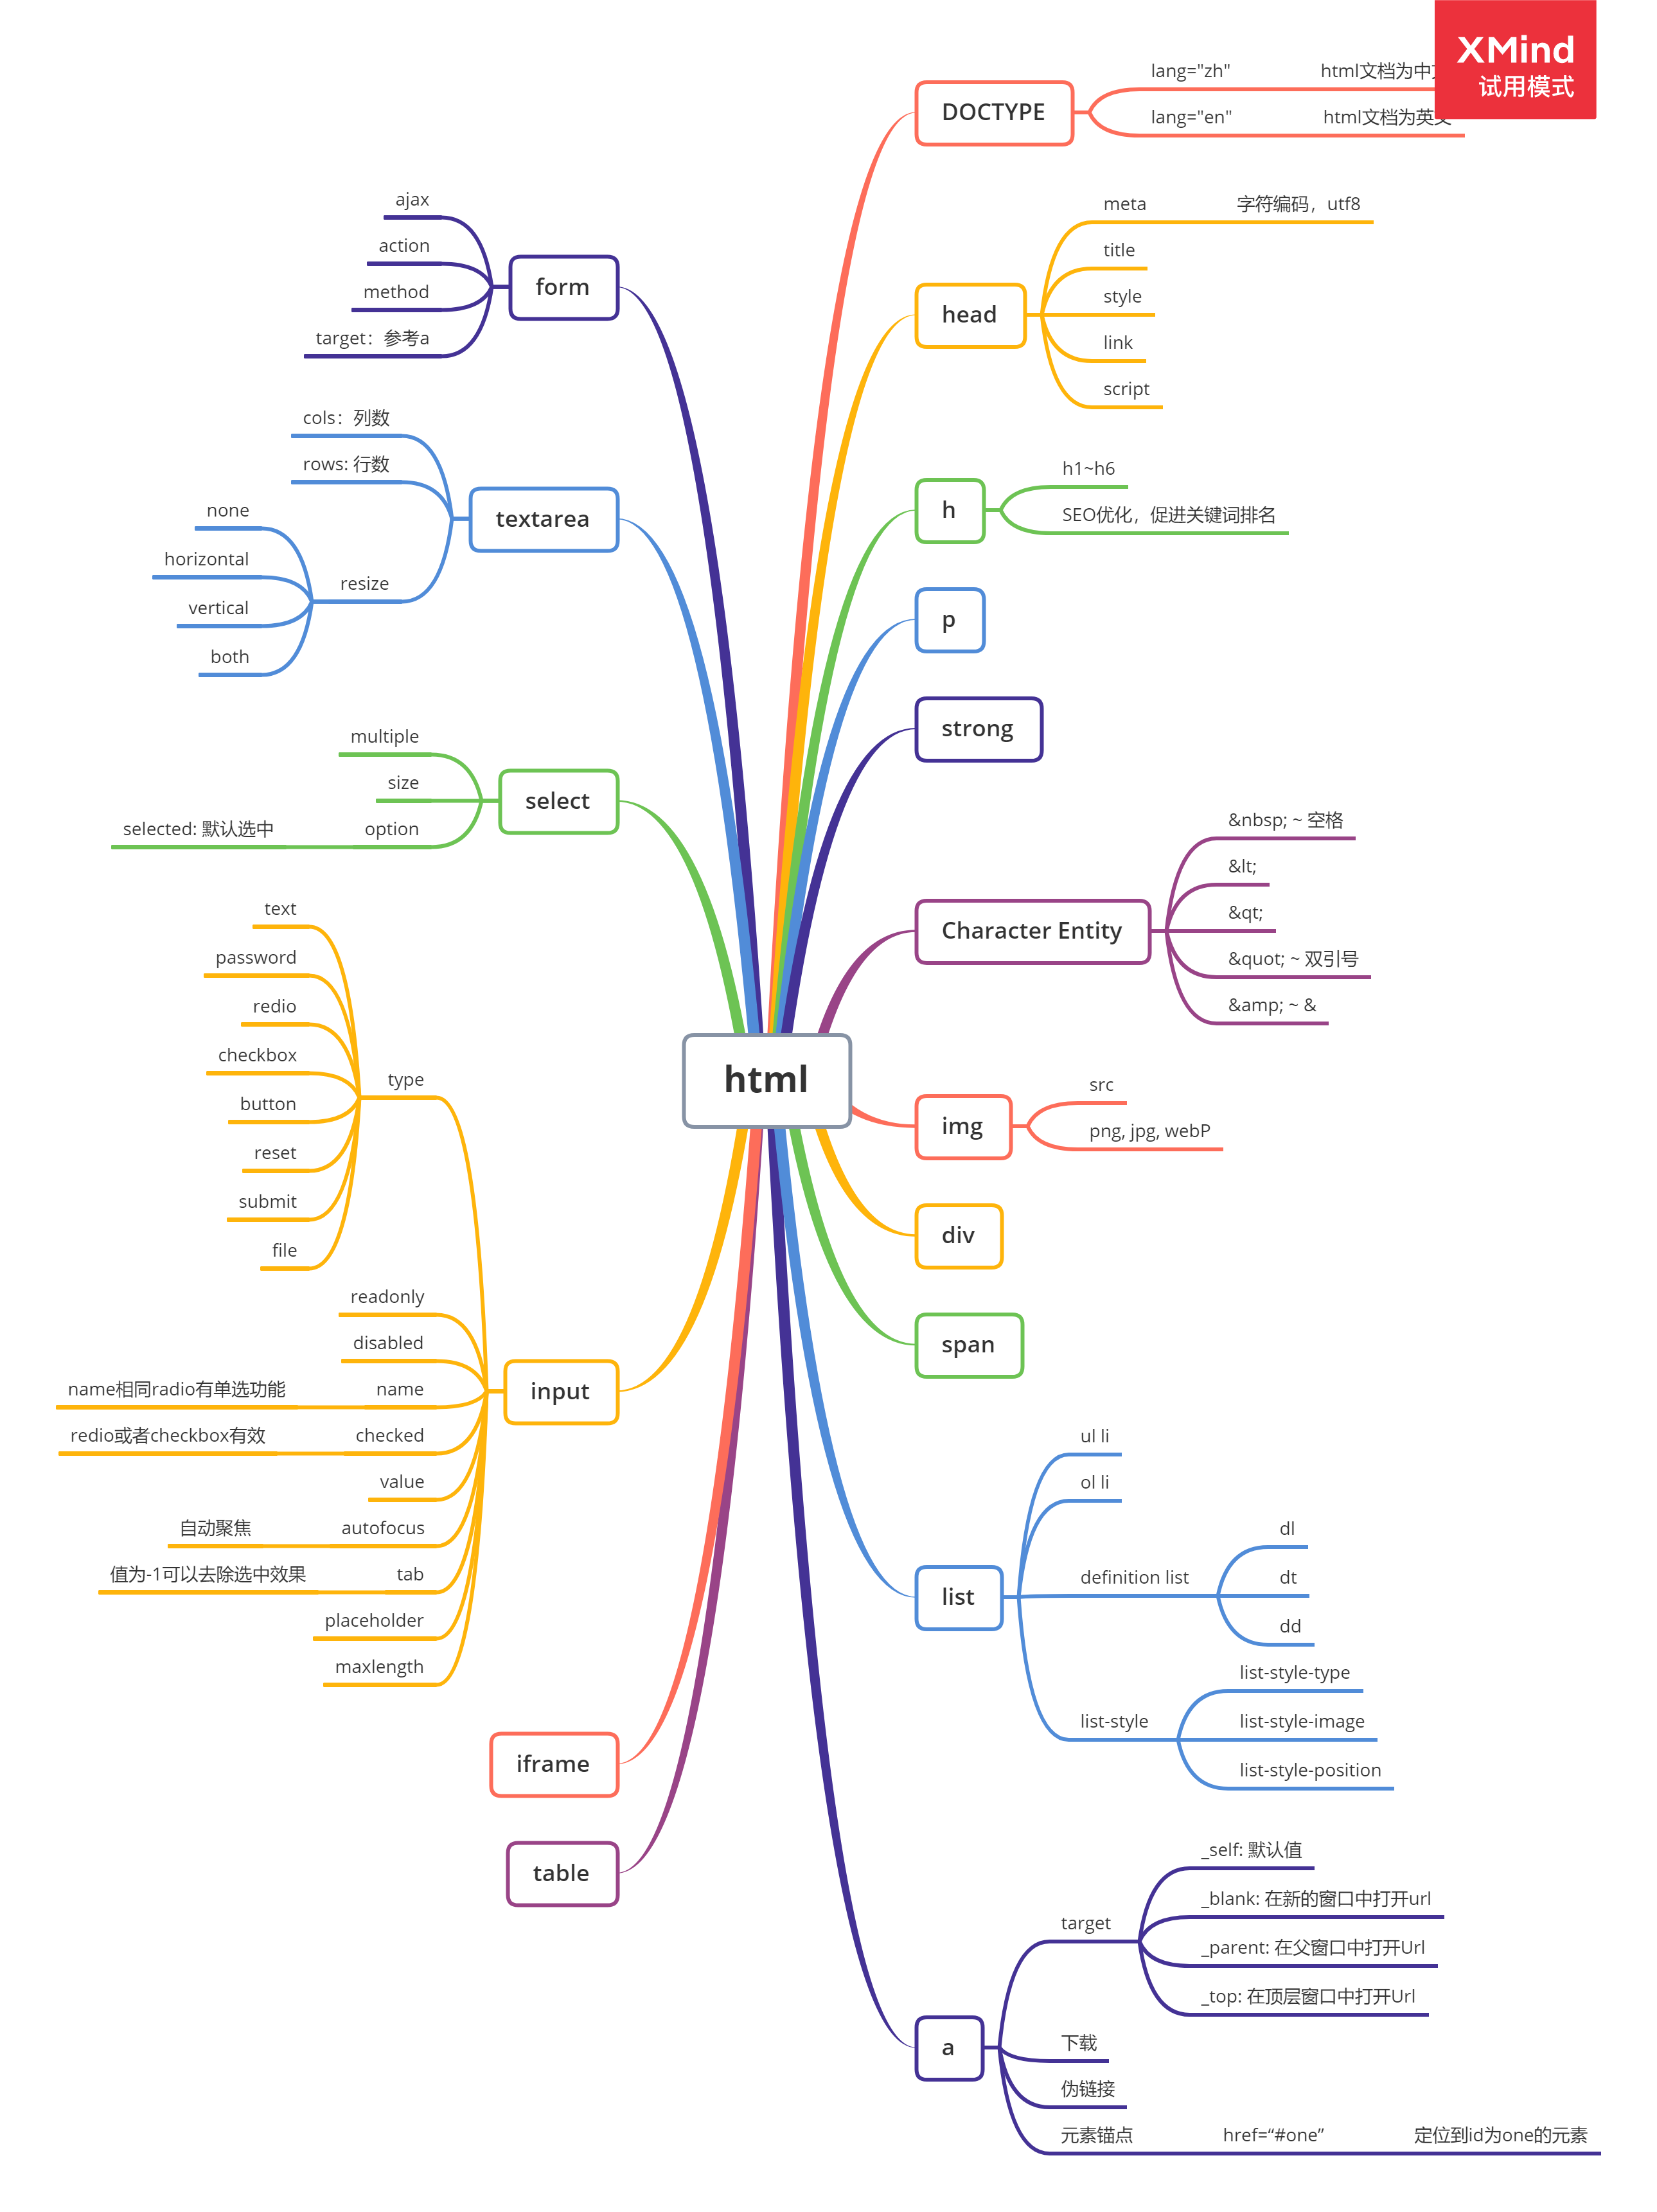 XMind
试用模式
html
DOCTYPE
lang="zh" html文档为中
lang="en" html文档为英文
head
meta 字符编码，utf8
title
style
link
script
h
h1~h6
SEO优化，促进关键词排名
p
strong
Character Entity
&nbsp; ~ 空格
&lt;
&qt;
&quot; ~ 双引号
&amp; ~ &
img
src
png, jpg, webP
div
span
list
ul li
ol li
definition list
dl
dt
dd
list-style
list-style-type
list-style-image
list-style-position
a
target
_self: 默认值
_blank: 在新的窗口中打开url
_parent: 在父窗口中打开Url
_top: 在顶层窗口中打开Url
下载
伪链接
元素锚点 href=“#one” 定位到id为one的元素
form
ajax
action
method
target：参考a
textarea
cols：列数
rows: 行数
resize
none
horizontal
vertical
both
select
multiple
size
option
selected: 默认选中
input
type
text
password
redio
checkbox
button
reset
submit
file
readonly
disabled
name
name相同radio有单选功能
checked
redio或者checkbox有效
value
autofocus
自动聚焦
tab
值为-1可以去除选中效果
placeholder
maxlength
iframe
table